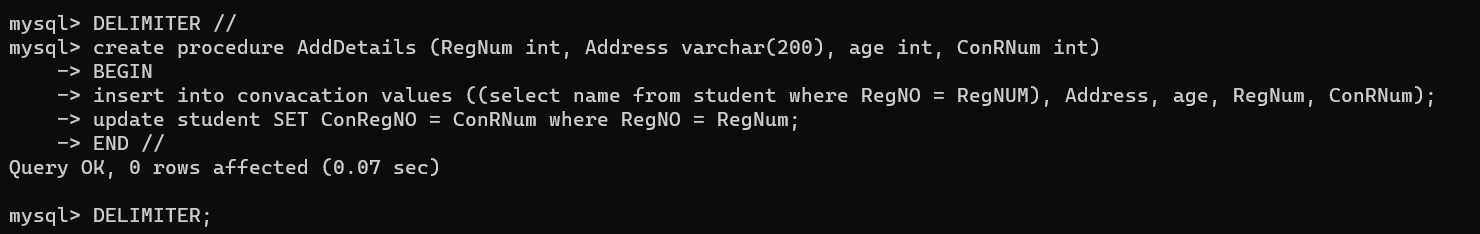 mysql> DELIMITER //
mysql> create procedure AddDetails (RegNum int, Address varchar(200), age int, ConRNum int)
    -> BEGIN
    -> insert into convacation values ((select name from student where RegNO = RegNUM), Address, age, RegNum, ConRNum);
    -> update student SET ConRegNO = ConRNum where RegNO = RegNum;
    -> END //
Query OK, 0 rows affected (0.07 sec)
mysql> DELIMITER;